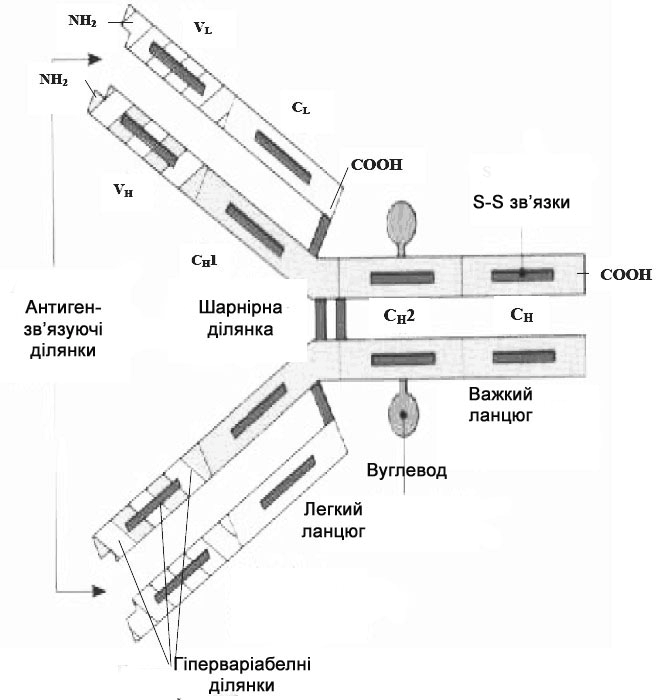 NH₂
V_L
NH₂
C_L
COOH
V_H
S-S зв'язки
C_H1
COOH
Антиген-
зв'язуючі
ділянки
Шарнірна
ділянка
C_H2
C_H
Важкий
ланцюг
Вуглевод
Легкий
ланцюг
Гіперваріабельні
ділянки